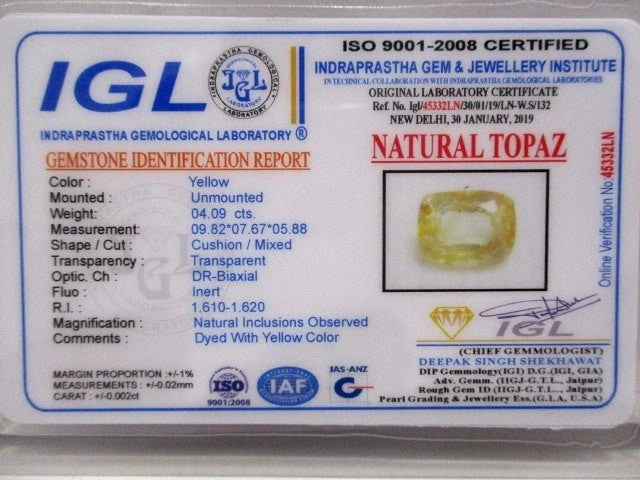 IGL
INDRAPRASTHA GEMOLOGICAL LABORATORY
INDRAPRASTHA GEMOLOGICAL LABORATORY ®
ISO 9001-2008 CERTIFIED
INDRAPRASTHA GEM & JEWELLERY INSTITUTE
IN TECHNICAL COLLABORATION WITH INDRAPRASTHA GEMOLOGICAL LABORATORIES
ORIGINAL LABORATORY CERTIFICATE
Ref. No. Igl/45332LN/30/01/19/LN-W.S/132
NEW DELHI, 30 JANUARY, 2019
GEMSTONE IDENTIFICATION REPORT
Color : Yellow
Mounted : Unmounted
Weight: 04.09 cts.
Measurement: 09.82*07.67*05.88
Shape / Cut : Cushion / Mixed
Transparency : Transparent
Optic. Ch : DR-Biaxial
Fluo : Inert
R.I. : 1.610-1.620
Magnification : Natural Inclusions Observed
Comments : Dyed With Yellow Color
MARGIN PROPORTION :+/-1%
MEASUREMENTS : +/-0.02mm
CARAT : +/-0.002ct
ISO
9001:2008
IAF
JAS-ANZ
NATURAL TOPAZ
Online Verification No:45332LN
IGL
(CHIEF GEMMOLOGIST)
DEEPAK SINGH SHEKHAWAT
DIP Gemmology(IGI) D.G.(IGI, GIA)
Adv. Gemm. (IIGJ-G.T.L., Jaipur)
Rough Gem ID (IIGJ-G.T.L., Jaipur)
Pearl Grading & Jewellery Ess.(G.I.A, U.S.A)